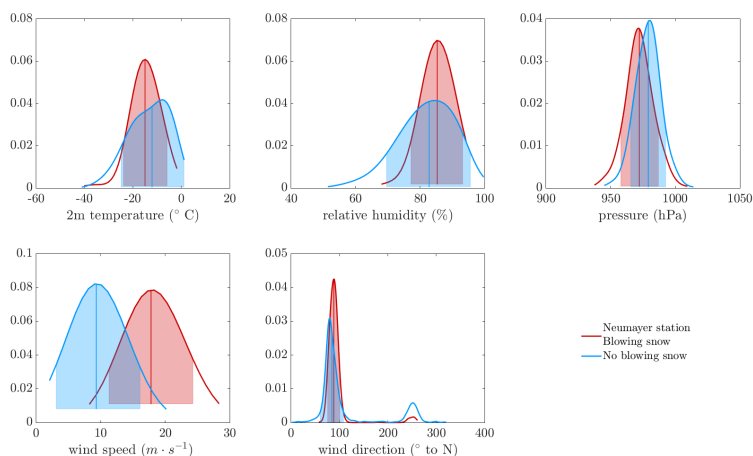 0.08
0.06
0.04
0.02
0
-60 -40 -20 0 20
2m temperature (° C)
0.08
0.06
0.04
0.02
0
40 60 80 100
relative humidity (%)
0.04
0.03
0.02
0.01
0
900 950 1000 1050
pressure (hPa)
0.1
0.08
0.06
0.04
0.02
0
0 10 20 30
wind speed (m · s⁻¹)
0.05
0.04
0.03
0.02
0.01
0
0 100 200 300 400
wind direction (° to N)
Neumayer station
Blowing snow
No blowing snow